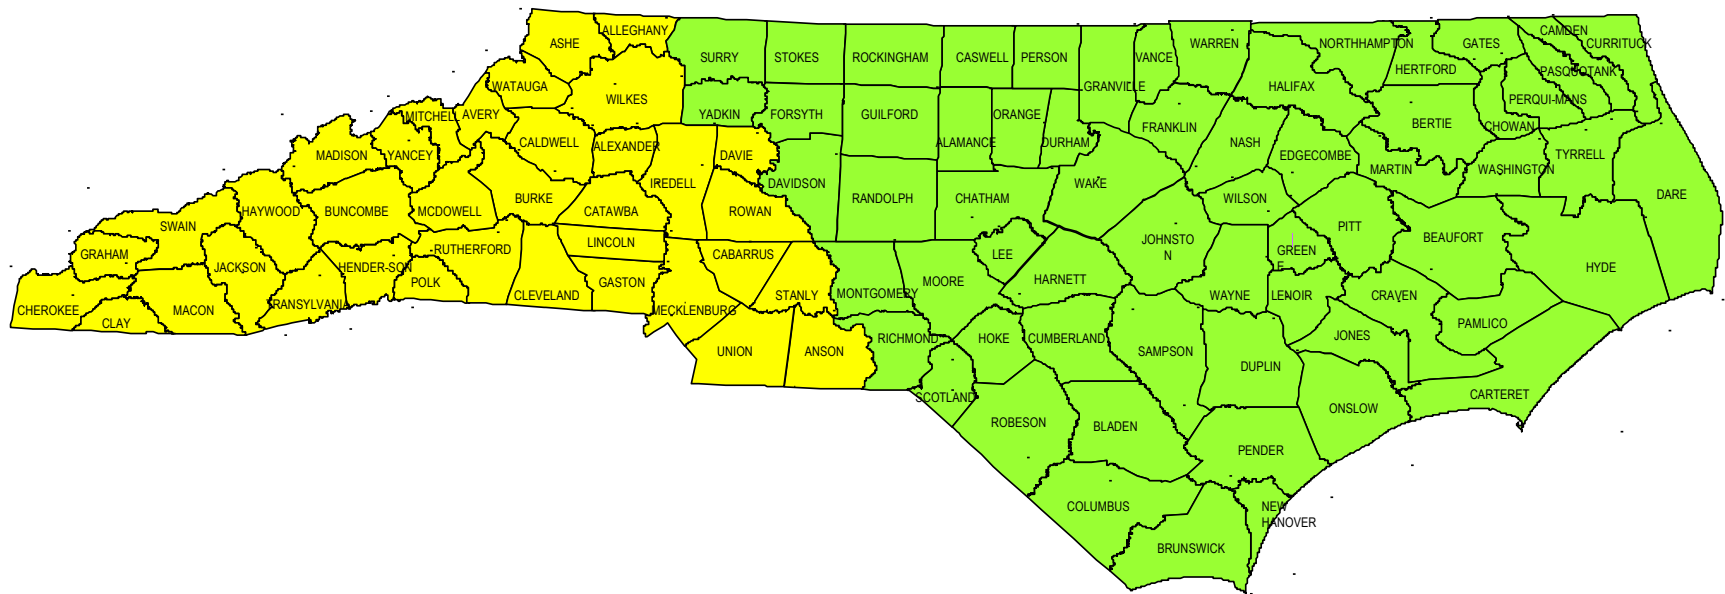 ALLEGHANY
ASHE
SURRY
STOKES
ROCKINGHAM
CASWELL
PERSON
VANCE
WARREN
NORTHHAMPTON
GATES
CAMDEN
CURRITUCK
WATAUGA
WILKES
GRANVILLE
HALIFAX
HERTFORD
PASQUOTANK
PERQUI-MANS
MITCHELL
AVERY
YADKIN
FORSYTH
GUILFORD
ORANGE
FRANKLIN
BERTIE
CHOWAN
MADISON
YANCEY
CALDWELL
ALEXANDER
DAVIE
ALAMANCE
DURHAM
NASH
EDGECOMBE
TYRRELL
IREDELL
DAVIDSON
WAKE
MARTIN
WASHINGTON
HAYWOOD
BUNCOMBE
MCDOWELL
BURKE
CATAWBA
ROWAN
RANDOLPH
CHATHAM
WILSON
DARE
SWAIN
PITT
GRAHAM
RUTHERFORD
LINCOLN
CABARRUS
LEE
JOHNSTO
N
GREEN
E
BEAUFORT
JACKSON
HENDER-SON
POLK
GASTON
MOORE
HARNETT
HYDE
CHEROKEE
CLAY
MACON
TRANSYLVANIA
CLEVELAND
MECKLENBURG
STANLY
MONTGOMERY
WAYNE
LENOIR
CRAVEN
UNION
ANSON
RICHMOND
HOKE
CUMBERLAND
SAMPSON
JONES
PAMLICO
DUPLIN
SCOTLAND
CARTERET
ROBESON
BLADEN
ONSLOW
PENDER
COLUMBUS
NEW
HANOVER
BRUNSWICK